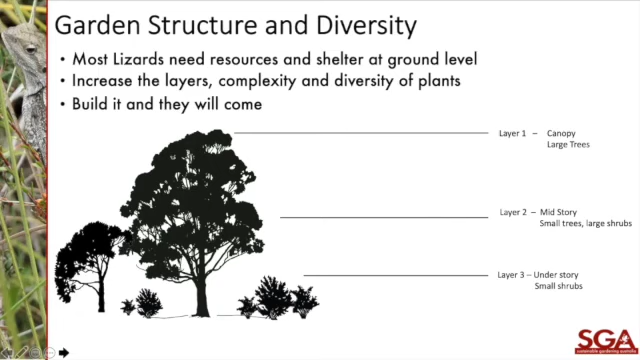 Garden Structure and Diversity
• Most Lizards need resources and shelter at ground level
• Increase the layers, complexity and diversity of plants
• Build it and they will come
Layer 1 – Canopy
Large Trees
Layer 2 – Mid Story
Small trees, large shrubs
Layer 3 – Under story
Small shrubs
SGA
sustainable gardening australia